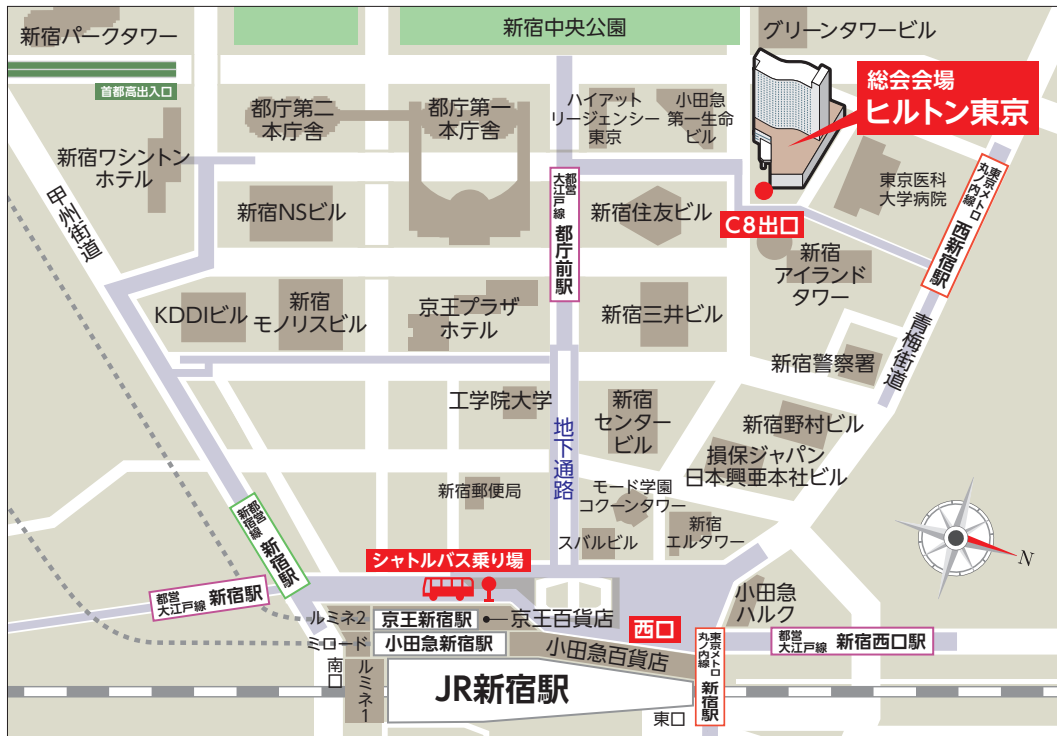 新宿パークタワー
新宿中央公園
グリーンタワービル
首都高出入口
総会会場
ヒルトン東京
都庁第二
本庁舎
都庁第一
本庁舎
ハイアット
リージェンシー
東京
小田急
第一生命
ビル
新宿ワシントン
ホテル
甲州街道
新宿NSビル
都営
大江戸線
都庁前駅
新宿住友ビル
C8出口
東京医科
大学病院
東京メトロ
丸ノ内線
西新宿駅
新宿
アイランド
タワー
KDDIビル
新宿
モノリスビル
京王プラザ
ホテル
新宿三井ビル
青梅街道
新宿警察署
工学院大学
地下通路
新宿
センター
ビル
新宿野村ビル
損保ジャパン
日本興亜本社ビル
新宿郵便局
モード学園
コクーンタワー
スバルビル
新宿
エルタワー
N
都営
新宿線
新宿駅
シャトルバス乗り場
都営
大江戸線
新宿駅
ルミネ2
京王新宿駅
京王百貨店
西口
小田急
ハルク
ミロード
小田急新宿駅
小田急百貨店
東京メトロ
丸ノ内線
新宿駅
都営
大江戸線
新宿西口駅
南口
ルミネ1
JR新宿駅
東口